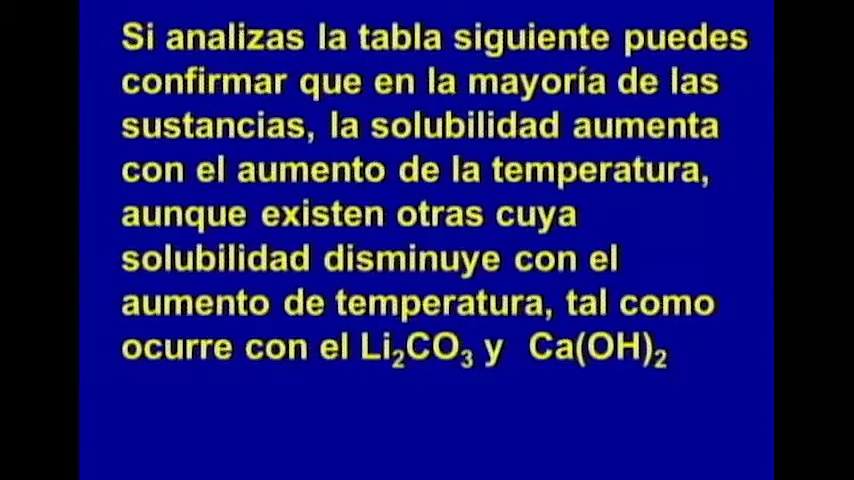 Si analizas la tabla siguiente puedes
confirmar que en la mayoría de las
sustancias, la solubilidad aumenta
con el aumento de la temperatura,
aunque existen otras cuya
solubilidad disminuye con el
aumento de temperatura, tal como
ocurre con el Li₂CO₃ y Ca(OH)₂